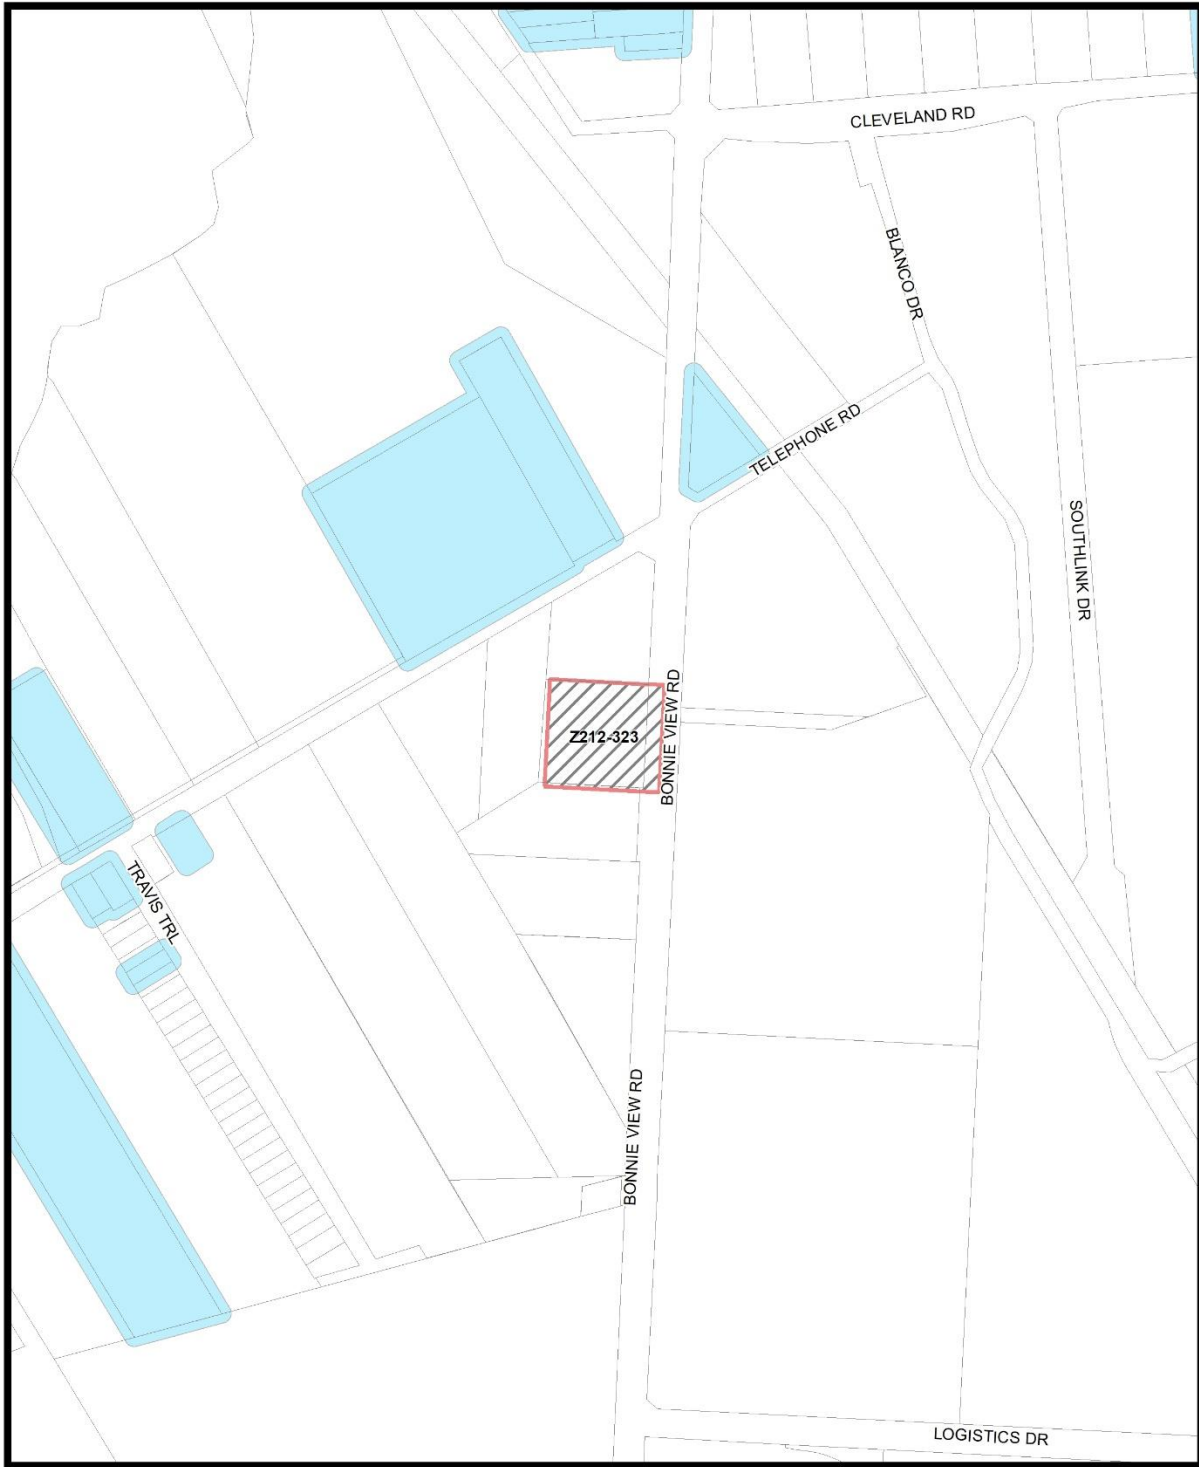 CLEVELAND RD
BLANCO DR
TELEPHONE RD
SOUTHLINK DR
Z212-323
BONNIE VIEW RD
TRAVIS TRL
BONNIE VIEW RD
LOGISTICS DR